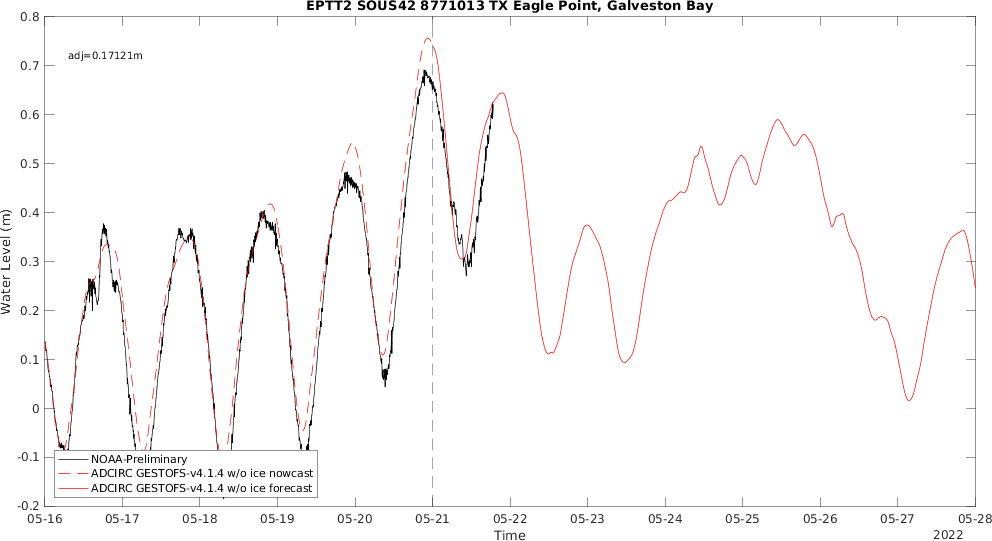 EPTT2 SOUS42 8771013 TX Eagle Point, Galveston Bay
adj=0.17121m
0.8
0.7
0.6
0.5
0.4
0.3
0.2
0.1
0
-0.1
-0.2
Water Level (m)
NOAA-Preliminary
ADCIRC GESTOFS-v4.1.4 w/o ice nowcast
ADCIRC GESTOFS-v4.1.4 w/o ice forecast
05-16 05-17 05-18 05-19 05-20 05-21 05-22 05-23 05-24 05-25 05-26 05-27 05-28
Time
2022